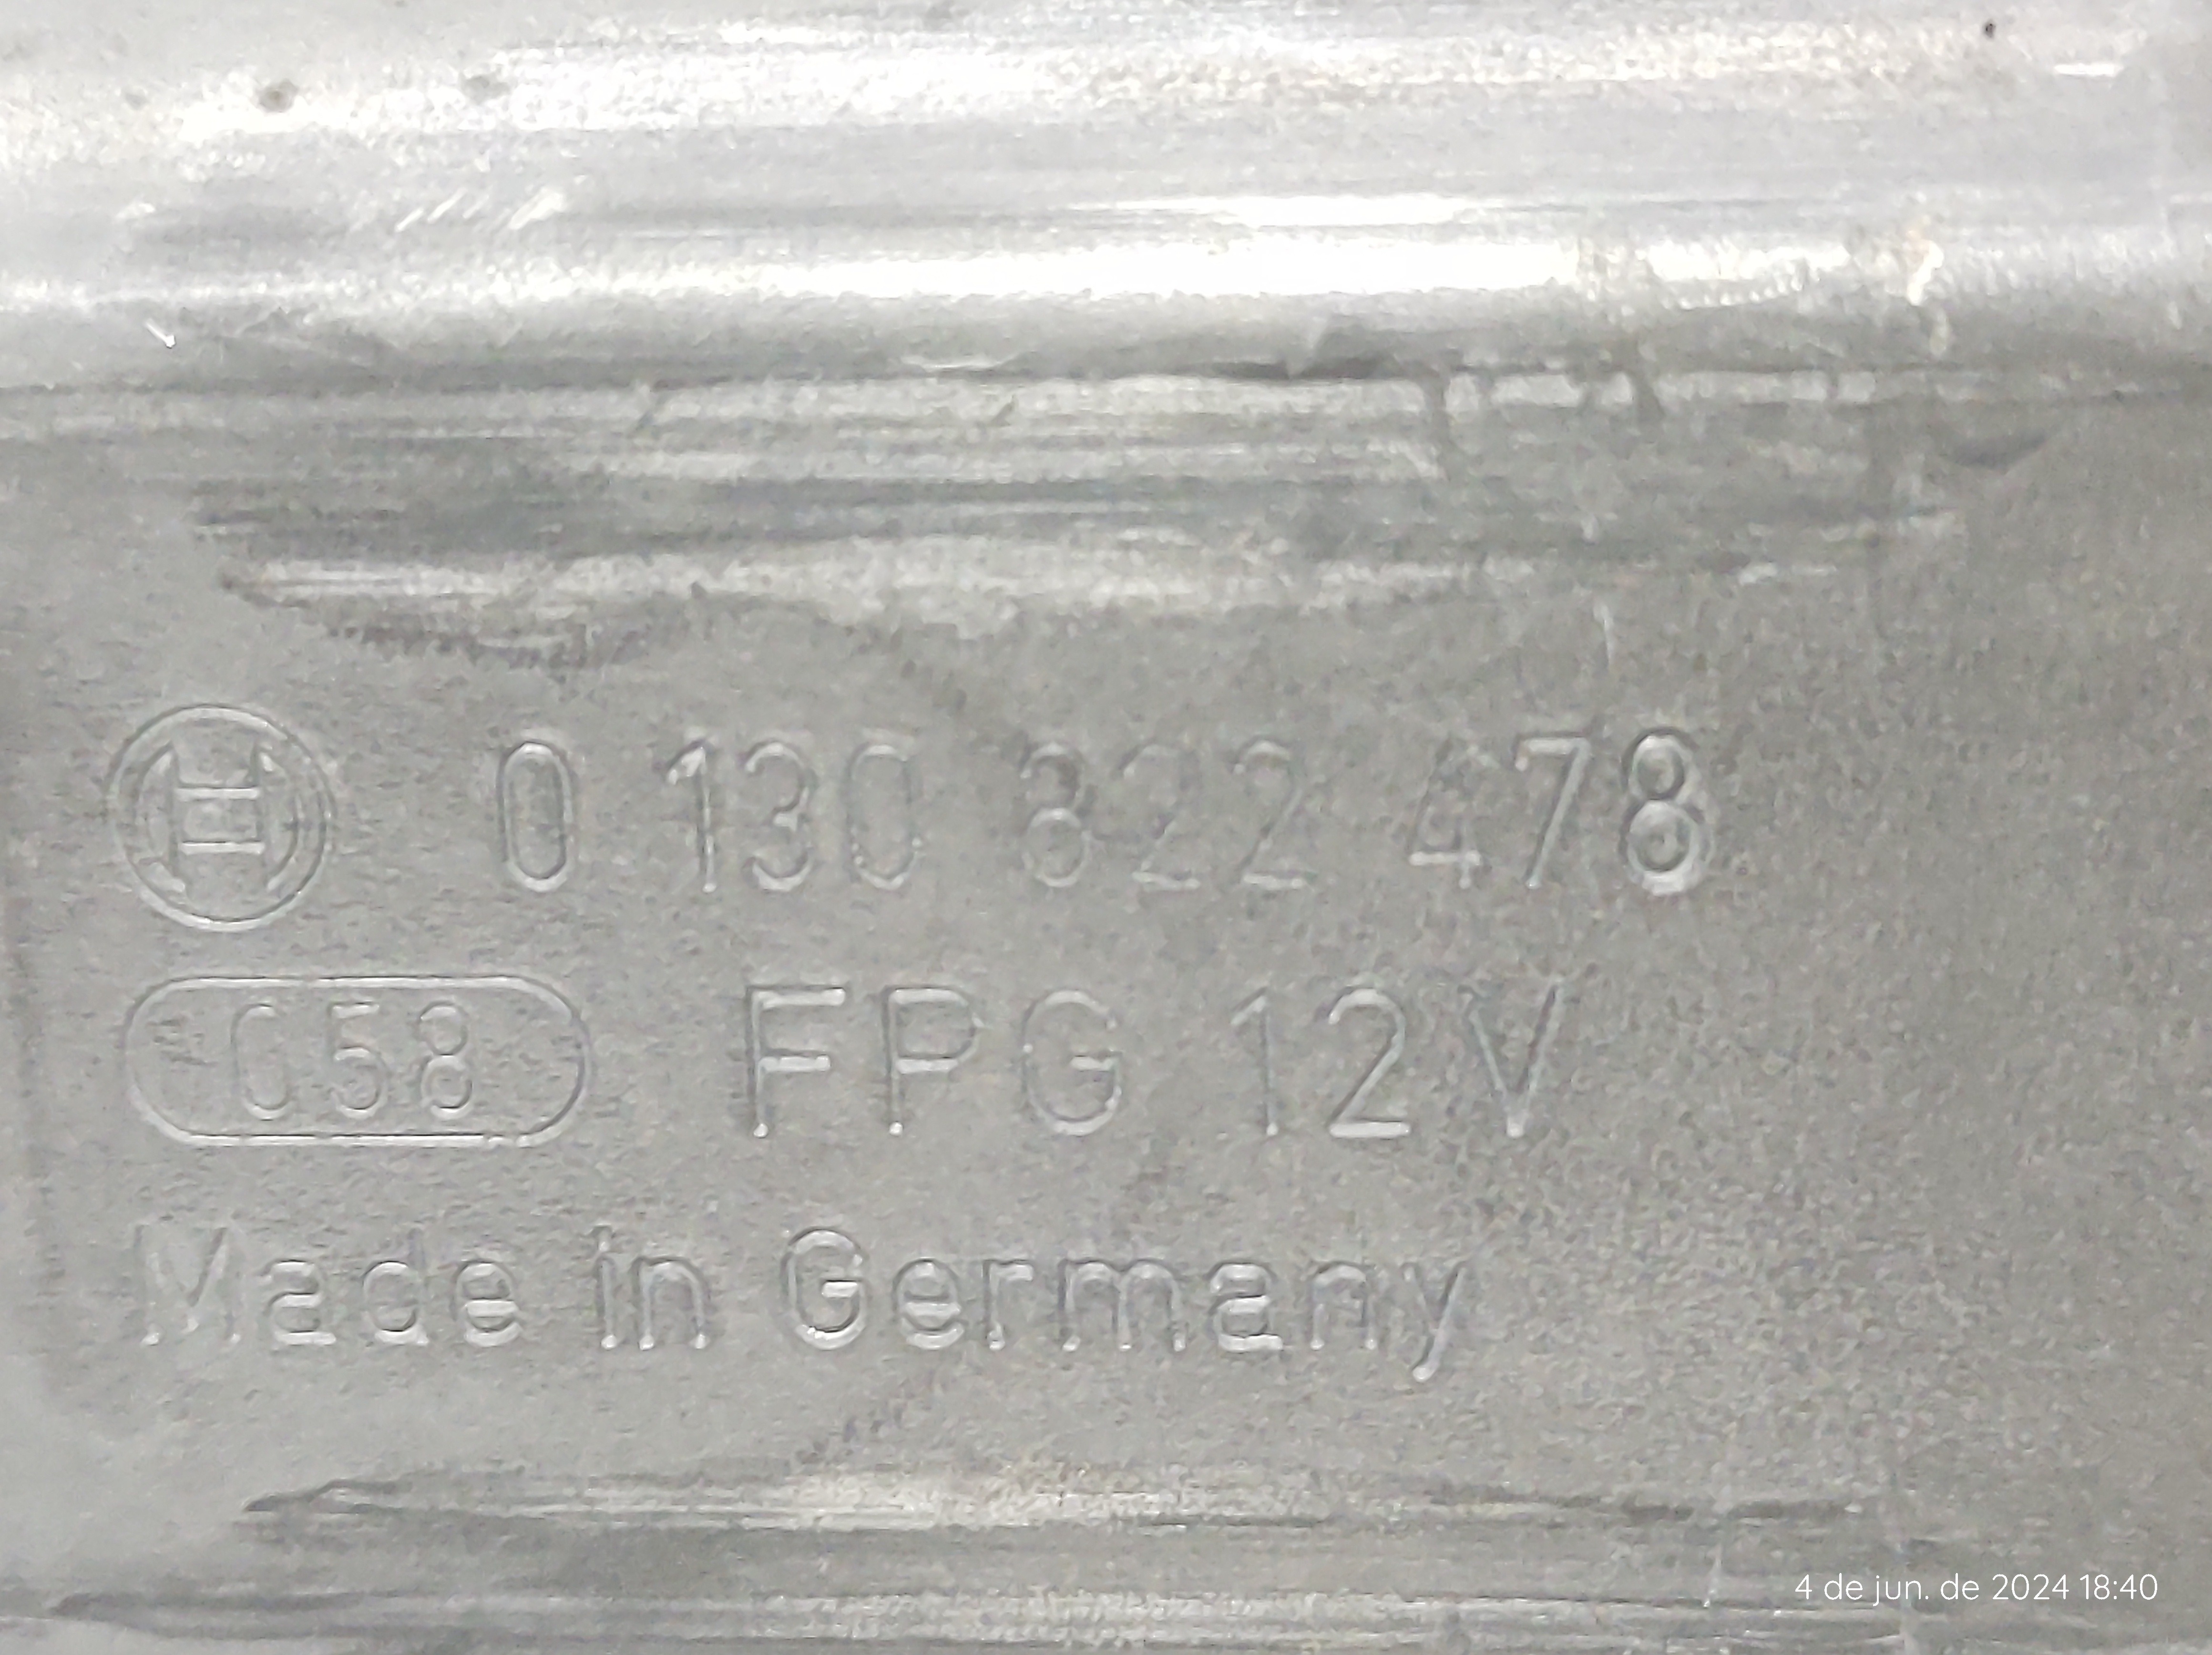 0 130 822 478
058 FPG 12V
Made in Germany
4 de jun. de 2024 18:40